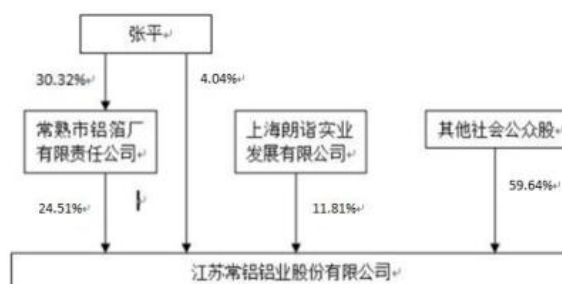 张平
30.32%
4.04%
常熟市铝箔厂
有限责任公司
上海朗诣实业
发展有限公司
其他社会公众股
24.51%
11.81%
59.64%
江苏常铝铝业股份有限公司